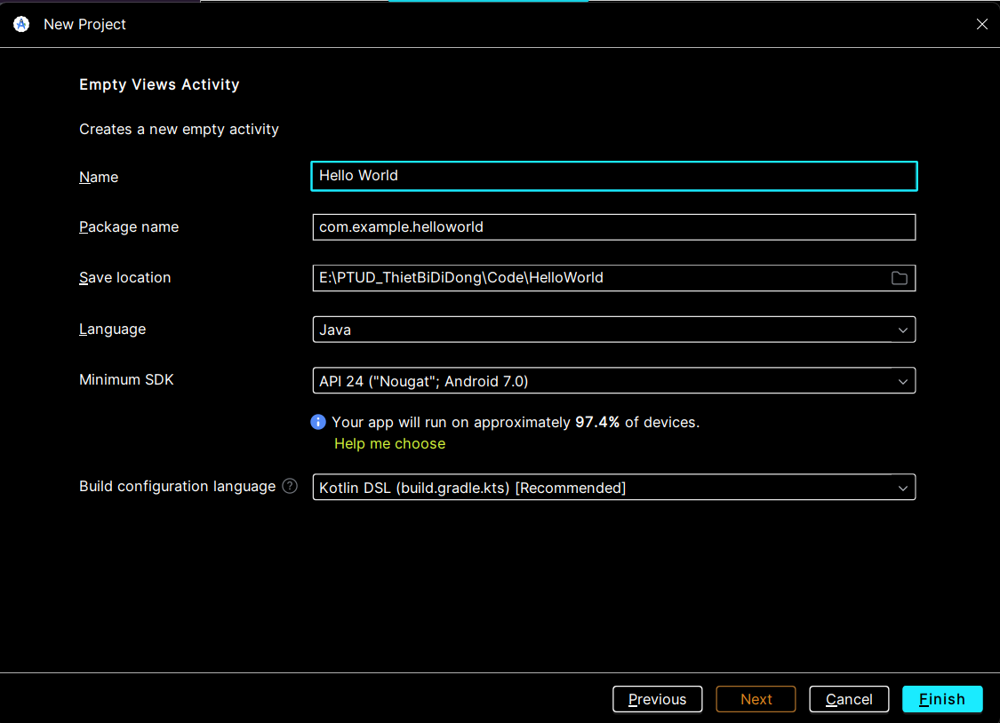 New Project
Empty Views Activity
Creates a new empty activity
Name Hello World
Package name com.example.helloworld
Save location E:\PTUD_ThietBiDiDong\Code\HelloWorld
Language Java
Minimum SDK API 24 ("Nougat"; Android 7.0)
Your app will run on approximately 97.4% of devices.
Help me choose
Build configuration language ? Kotlin DSL (build.gradle.kts) [Recommended]
Previous Next Cancel Finish